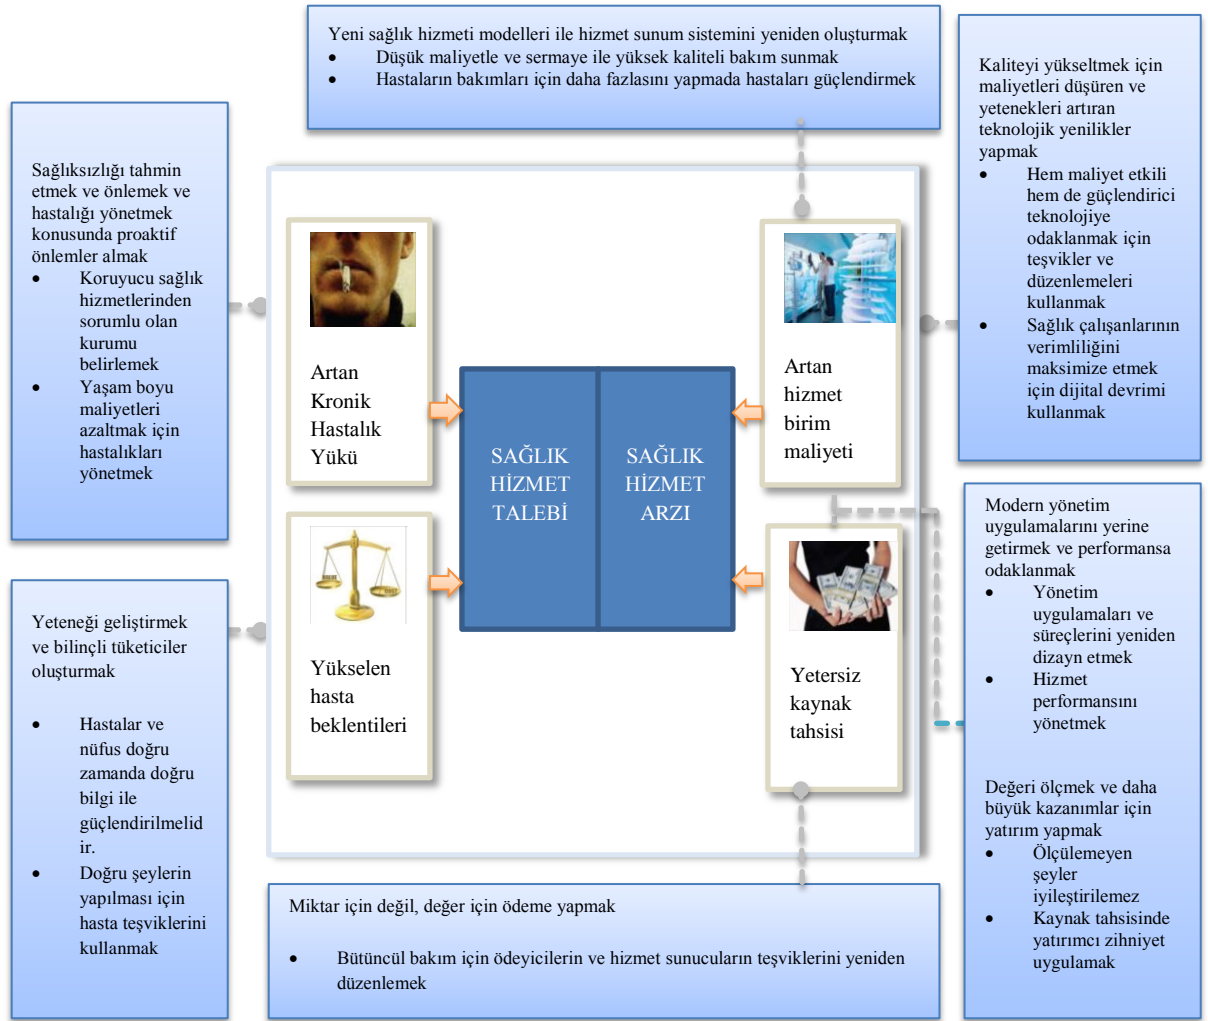 Yeni sağlık hizmeti modelleri ile hizmet sunum sistemini yeniden oluşturmak
• Düşük maliyetle ve sermaye ile yüksek kaliteli bakım sunmak
• Hastaların bakımları için daha fazlasını yapmada hastaları güçlendirmek
Sağlıksızlığı tahmin
etmek ve önlemek ve
hastalığı yönetmek
konusunda proaktif
önlemler almak
• Koruyucu sağlık
hizmetlerinden
sorumlu olan
kurumu
belirlemek
• Yaşam boyu
maliyetleri
azaltmak için
hastalıkları
yönetmek
Yeteneği geliştirmek
ve bilinçli tüketiciler
oluşturmak
• Hastalar ve
nüfus doğru
zamanda doğru
bilgi ile
güçlendirilmelid
ir.
• Doğru şeylerin
yapılması için
hasta teşviklerini
kullanmak
Artan
Kronik
Hastalık
Yükü
Yükselen
hasta
beklentileri
SAĞLIK
HİZMET
TALEBİ
SAĞLIK
HİZMET
ARZI
Artan
hizmet
birim
maliyeti
Yetersiz
kaynak
tahsisi
Kaliteyi yükseltmek için
maliyetleri düşüren ve
yetenekleri artıran
teknolojik yenilikler
yapmak
• Hem maliyet etkili
hem de güçlendirici
teknolojiye
odaklanmak için
teşvikler ve
düzenlemeleri
kullanmak
• Sağlık çalışanlarının
verimliliğini
maksimize etmek
için dijital devrimi
kullanmak
Modern yönetim
uygulamalarını yerine
getirmek ve performansa
odaklanmak
• Yönetim
uygulamaları ve
süreçlerini yeniden
dizayn etmek
• Hizmet
performansını
yönetmek
Değeri ölçmek ve daha
büyük kazanımlar için
yatırım yapmak
• Ölçülemeyen
şeyler
iyileştirilemez
• Kaynak tahsisinde
yatırımcı zihniyet
uygulamak
Miktar için değil, değer için ödeme yapmak
• Bütüncül bakım için ödeyicilerin ve hizmet sunucuların teşviklerini yeniden
düzenlemek